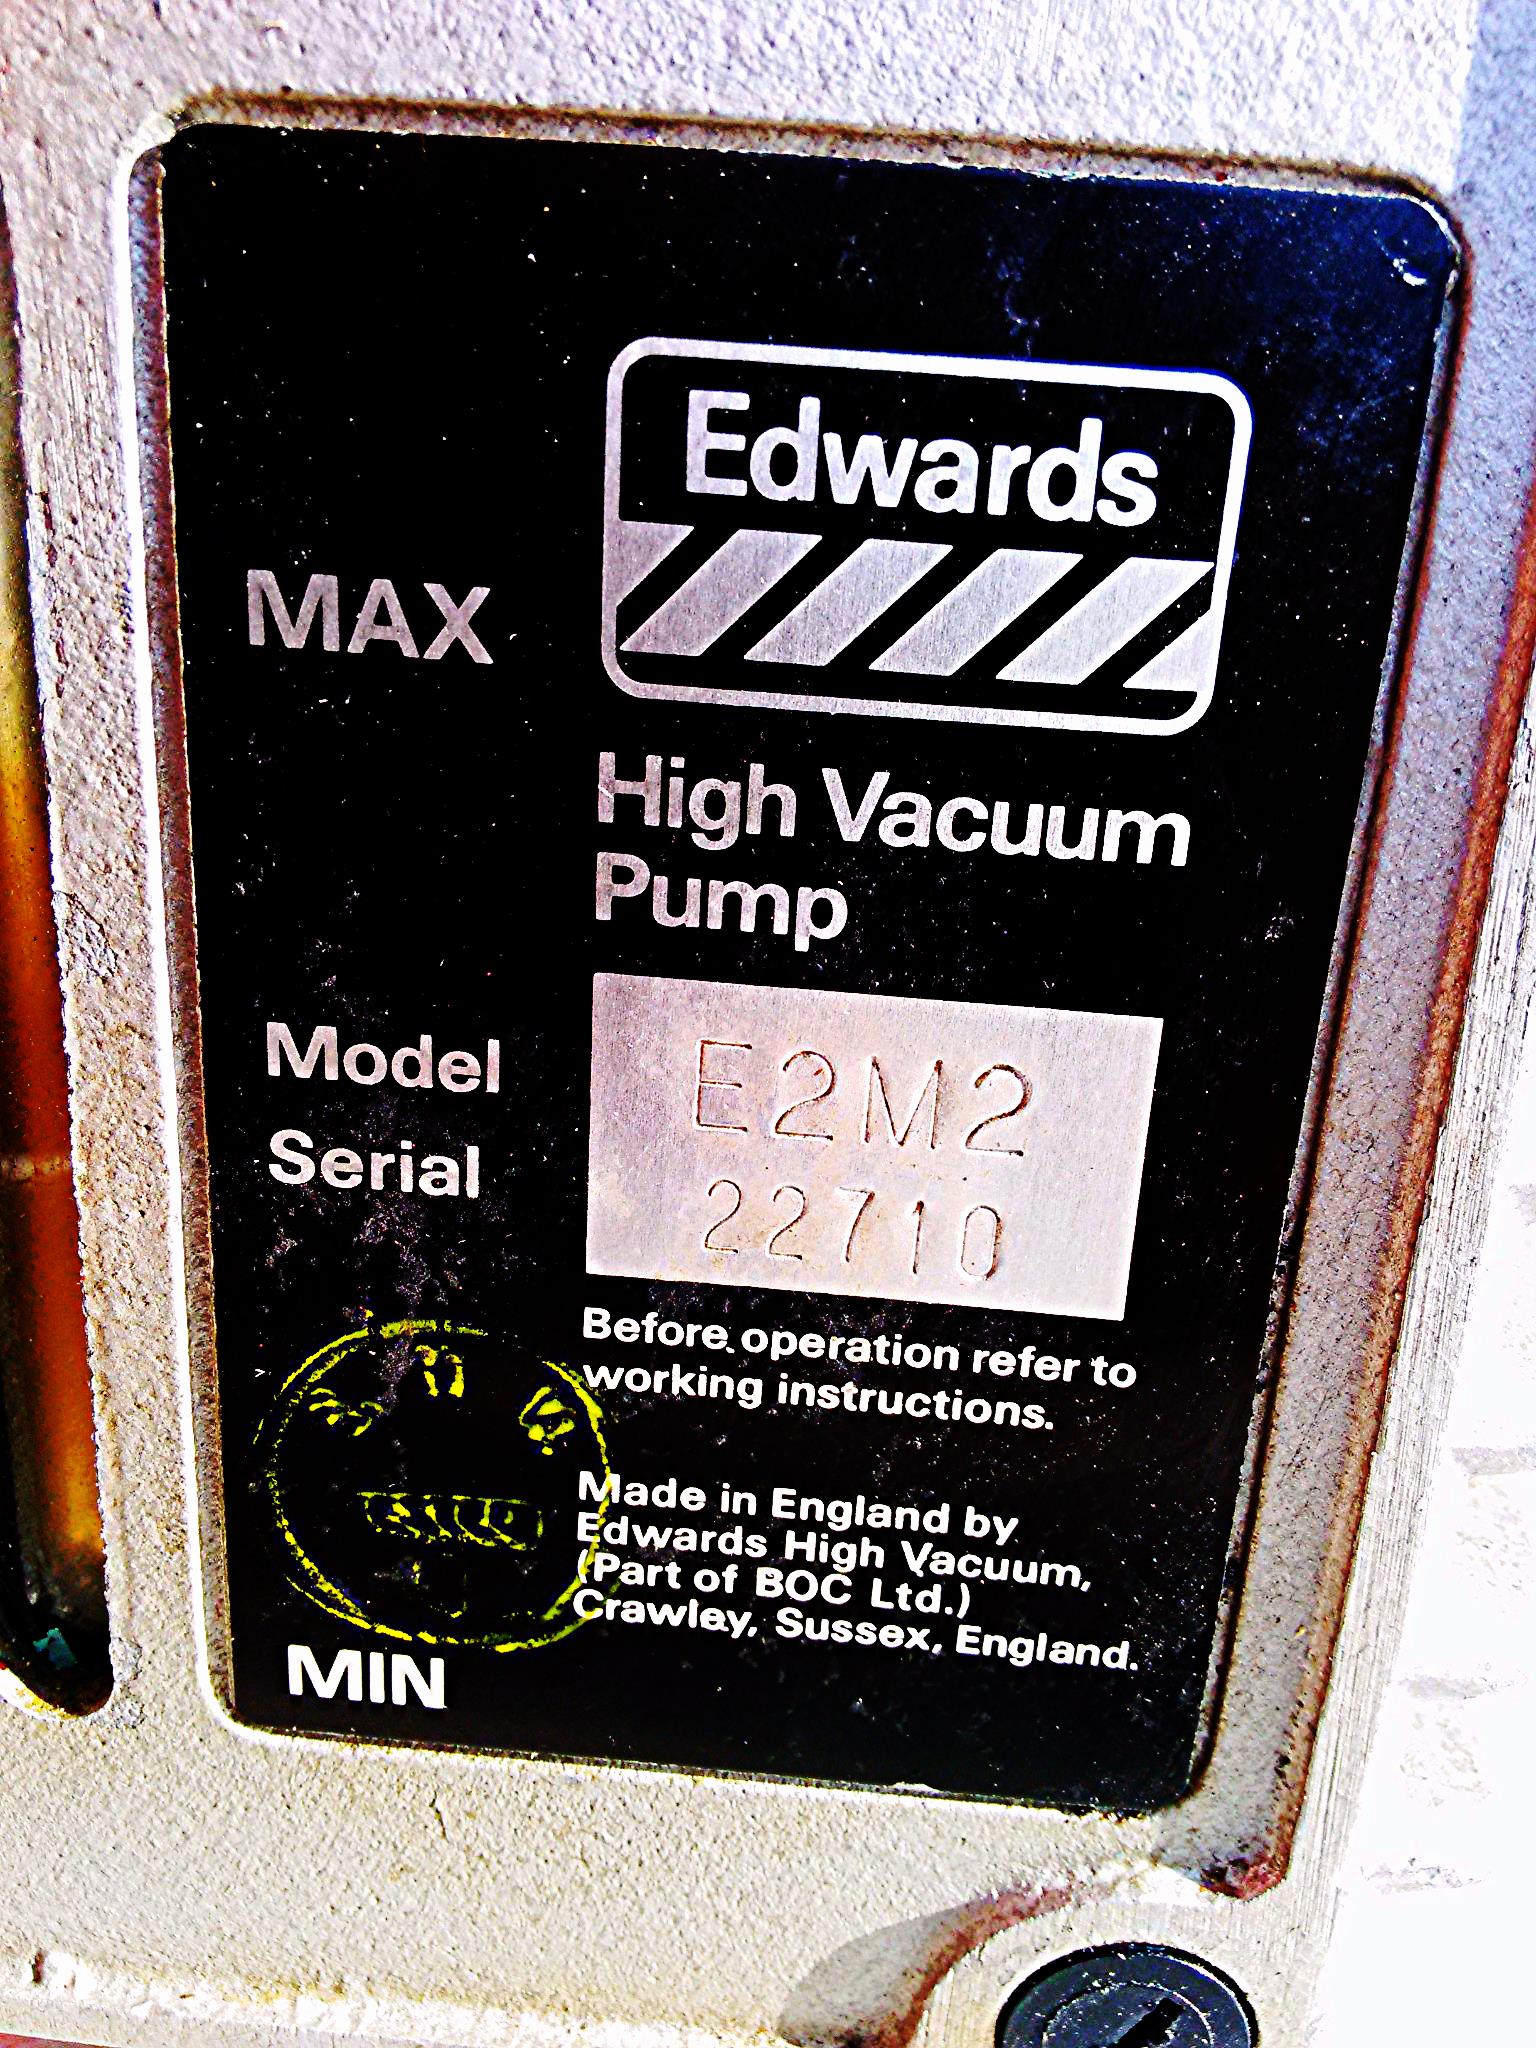 Edwards
MAX
High Vacuum
Pump
Model E2M2
Serial 22710
Before operation refer to
working instructions.
Made in England by
Edwards High Vacuum,
(Part of BOC Ltd.)
Crawley, Sussex, England.
MIN